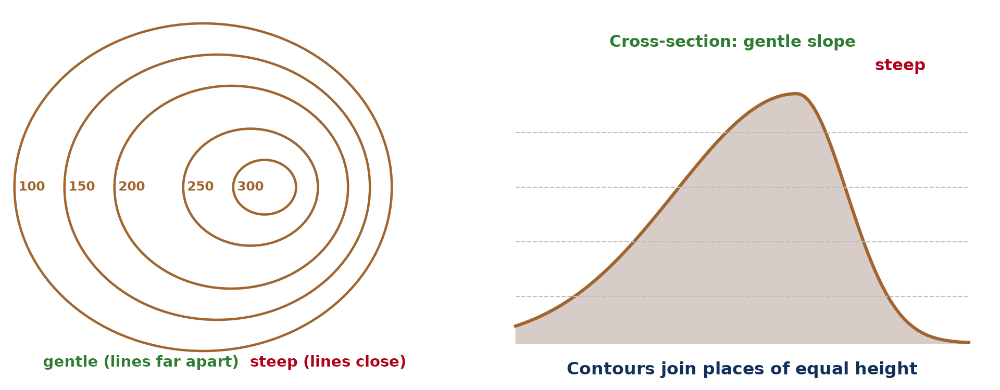 100 150 200 250 300
gentle (lines far apart) steep (lines close)
Cross-section: gentle slope
steep
Contours join places of equal height